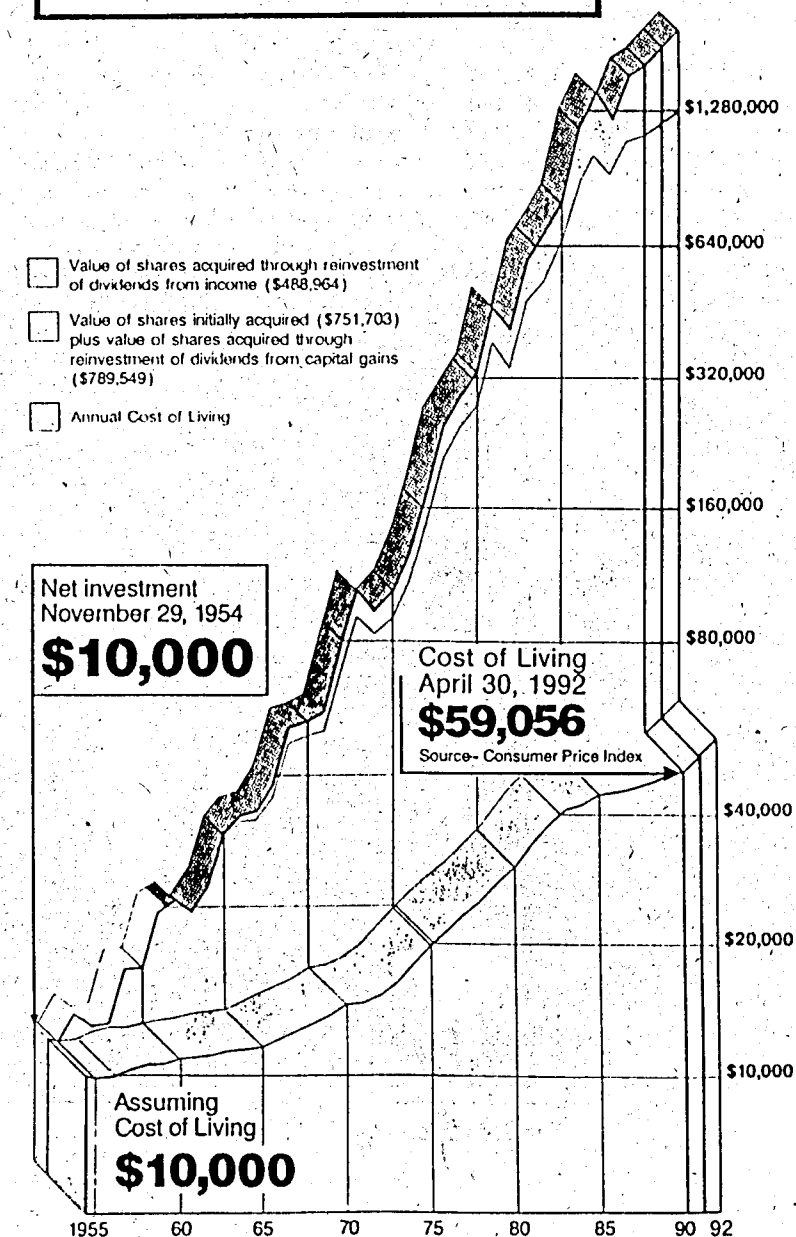 $1,280,000
$640,000
Value of shares acquired through reinvestment
of dividends from income ($488,964)
Value of shares initially acquired ($751,703)
plus value of shares acquired through
reinvestment of dividends from capital gains
($789,549)
$320,000
Annual Cost of Living
$160,000
Net investment
November 29, 1954
$10,000
$80,000
Cost of Living
April 30, 1992
$59,056
Source-- Consumer Price Index
$40,000
$20,000
$10,000
Assuming
Cost of Living
$10,000
1955 60 65 70 75 80 85 90 92